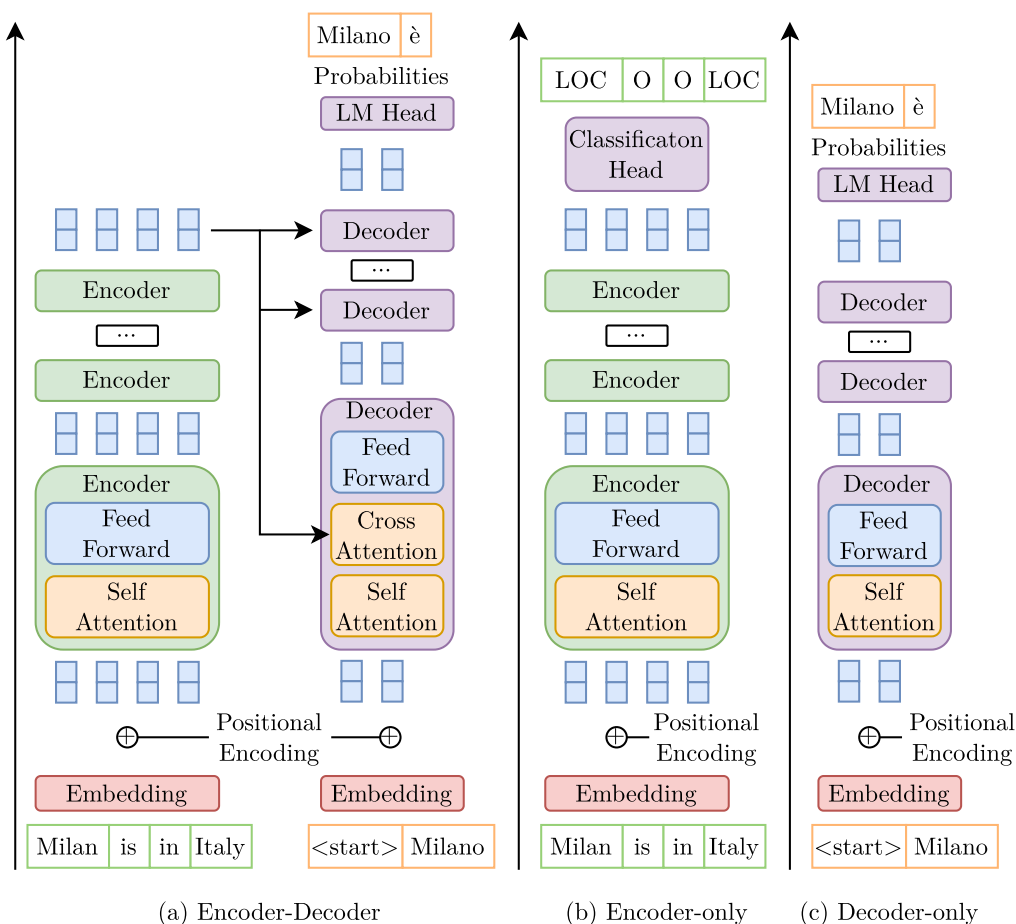 Milano è
Probabilities
LM Head
Decoder
...
Decoder
Decoder
Feed
Forward
Cross
Attention
Self
Attention
Encoder
...
Encoder
Encoder
Feed
Forward
Self
Attention
Positional
Encoding
Embedding
Embedding
Milan is in Italy
<start> Milano
(a) Encoder-Decoder
LOC O O LOC
Classificaton
Head
Encoder
...
Encoder
Encoder
Feed
Forward
Self
Attention
Positional
Encoding
Embedding
Milan is in Italy
(b) Encoder-only
Milano è
Probabilities
LM Head
Decoder
...
Decoder
Decoder
Feed
Forward
Self
Attention
Positional
Encoding
Embedding
<start> Milano
(c) Decoder-only